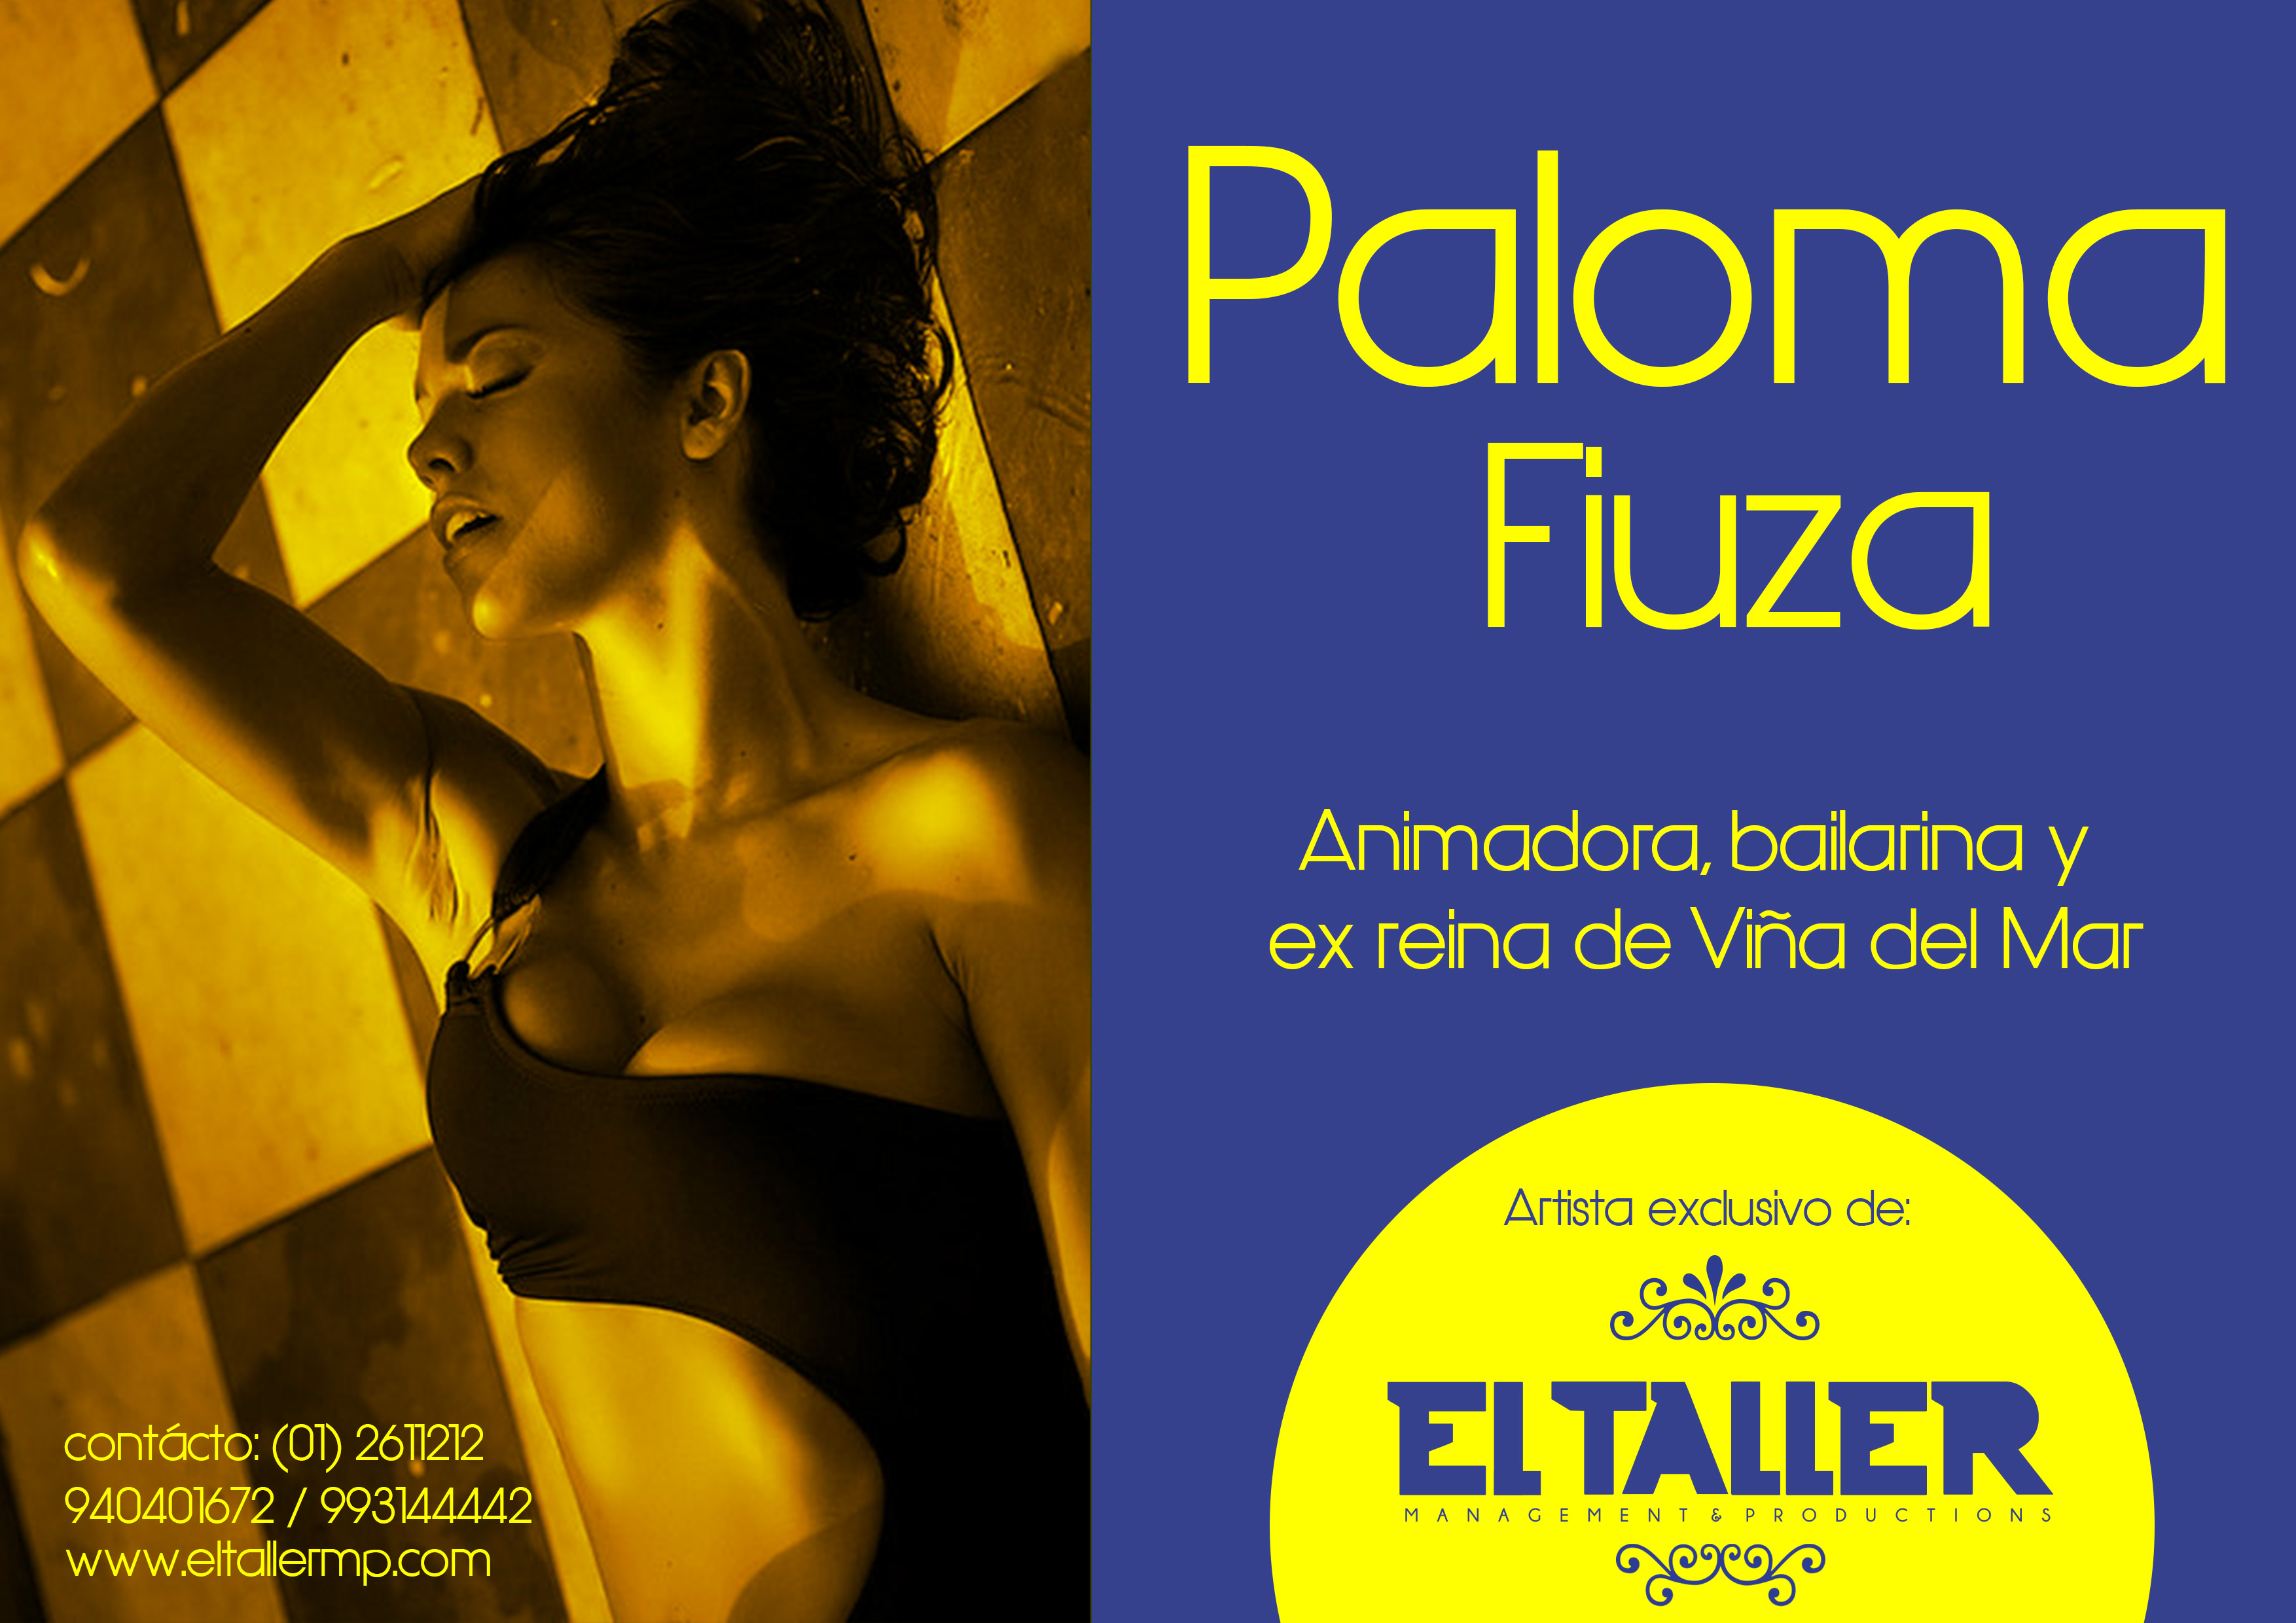 Paloma
Fiuza
Animadora, bailarina y
ex reina de Viña del Mar
Artista exclusivo de:
El TAllER
MANAGEMENT & PRODUCTIONS
contácto: (01) 2611212
940401672 / 993144442
www.eltallermp.com